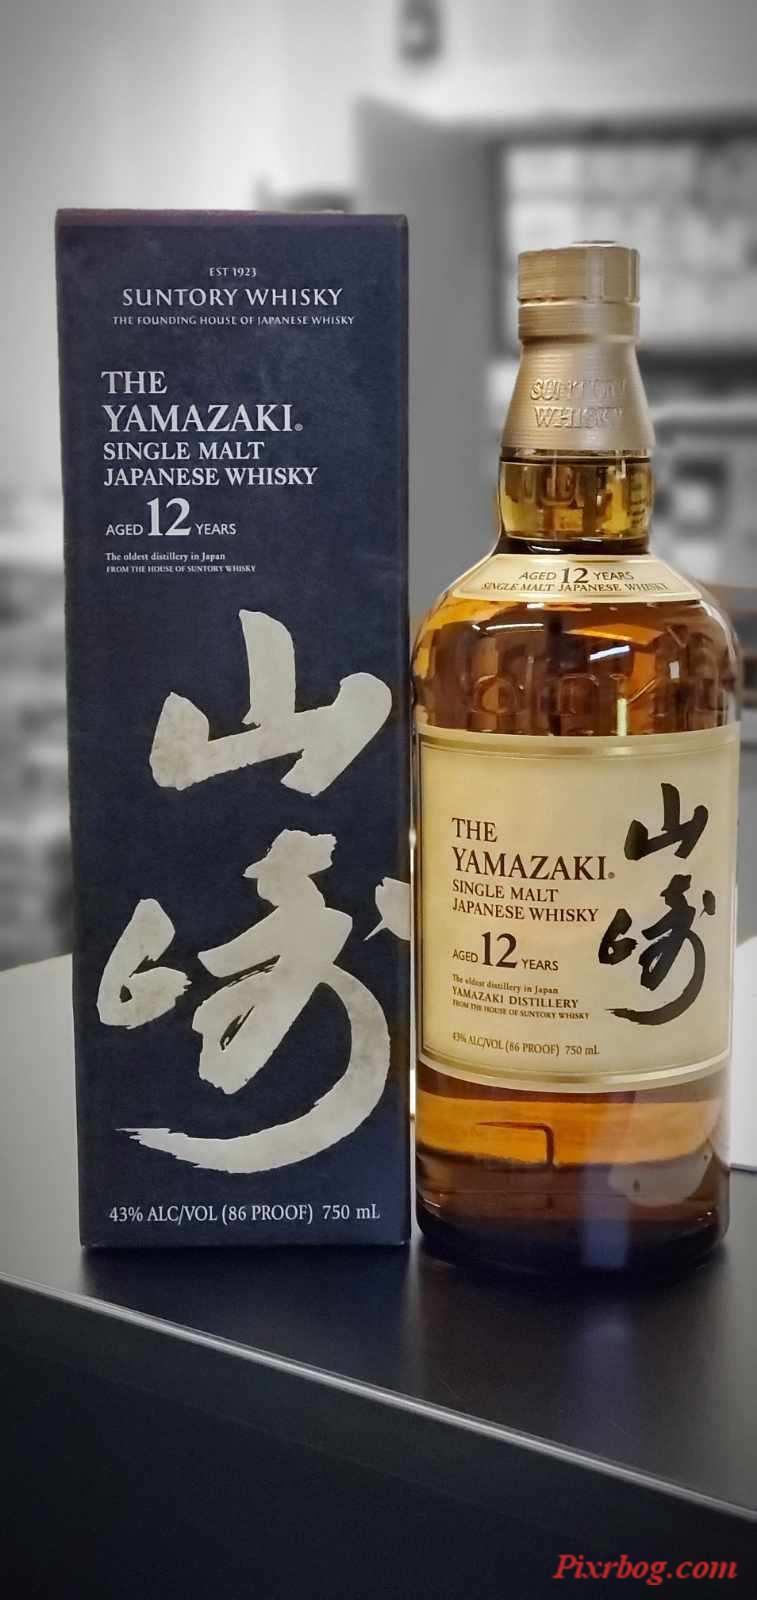 EST 1923
SUNTORY WHISKY
THE FOUNDING HOUSE OF JAPANESE WHISKY
THE
YAMAZAKI®
SINGLE MALT
JAPANESE WHISKY
AGED 12 YEARS
The oldest distillery in Japan
FROM THE HOUSE OF SUNTORY WHISKY
山
崎
43% ALC/VOL (86 PROOF) 750 mL
SUNTORY
WHISKY
AGED 12 YEARS
SINGLE MALT JAPANESE WHISKY
山
崎
THE
YAMAZAKI®
SINGLE MALT
JAPANESE WHISKY
AGED 12 YEARS
The oldest distillery in Japan
YAMAZAKI DISTILLERY
FROM THE HOUSE OF SUNTORY WHISKY
43% ALC/VOL (86 PROOF) 750 mL
Pixrbog.com